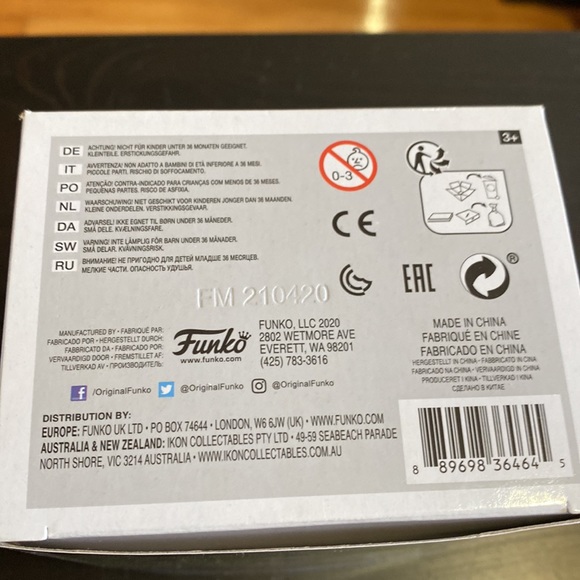 3+
DE ACHTUNG! NICHT FÜR KINDER UNTER 36 MONATEN GEEIGNET.
KLEINTEILE. ERSTICKUNGSGEFAHR.
IT AVVERTENZA! NON ADATTO A BAMBINI DI ETÀ INFERIORE A 36 MESI.
PICCOLE PARTI. RISCHIO DI SOFFOCAMENTO.
PO ATENÇÃO! CONTRA-INDICADO PARA CRIANÇAS COM MENOS DE 36 MESES.
PEQUENAS PARTES. RISCO DE ASFIXIA.
NL WAARSCHUWING! NIET GESCHIKT VOOR KINDEREN JONGER DAN 36 MAANDEN.
KLEINE ONDERDELEN. VERSTIKKINGSGEVAAR.
DA ADVARSEL! IKKE EGNET TIL BØRN UNDER 36 MÅNEDER.
SMÅ DELE. KVÆLNINGSFARE.
SW VARNING! INTE LÄMPLIG FÖR BARN UNDER 36 MÅNADER.
SMÅ DELAR. KVÄVNINGSRISK.
RU ВНИМАНИЕ! НЕ ПРИГОДНО ДЛЯ ДЕТЕЙ МЛАДШЕ 36 МЕСЯЦЕВ.
МЕЛКИЕ ЧАСТИ. ОПАСНОСТЬ УДУШЬЯ.
0-3
CE
EAC
®
FM 210420
MANUFACTURED BY • FABRIQUÉ PAR:
FABRICADO POR • HERGESTELLT DURCH:
FABBRICATO DA • FABRICADO POR:
VERVAARDIGD DOOR • FREMSTILLET AF:
TILLVERKAD AV • ПРОИЗВОДИТЕЛЬ:
Funko
www.funko.com
FUNKO, LLC 2020
2802 WETMORE AVE
EVERETT, WA 98201
(425) 783-3616
MADE IN CHINA
FABRIQUÉ EN CHINE
FABRICADO EN CHINA
HERGESTELLT IN CHINA • FABBRICATO IN CINA
FABRICADO NA CHINA • VERVAARDIGD IN CHINA
PRODUCERET I KINA • TILLVERKAD I KINA
СДЕЛАНО В КИТАЕ
f /OriginalFunko @OriginalFunko @OriginalFunko
DISTRIBUTION BY:
EUROPE: FUNKO UK LTD • PO BOX 74644 • LONDON, W6 6JW (UK) • WWW.FUNKO.COM
AUSTRALIA & NEW ZEALAND: IKON COLLECTABLES PTY LTD • 49-59 SEABEACH PARADE
NORTH SHORE, VIC 3214 AUSTRALIA • WWW.IKONCOLLECTABLES.COM.AU
8 89698 36464 5